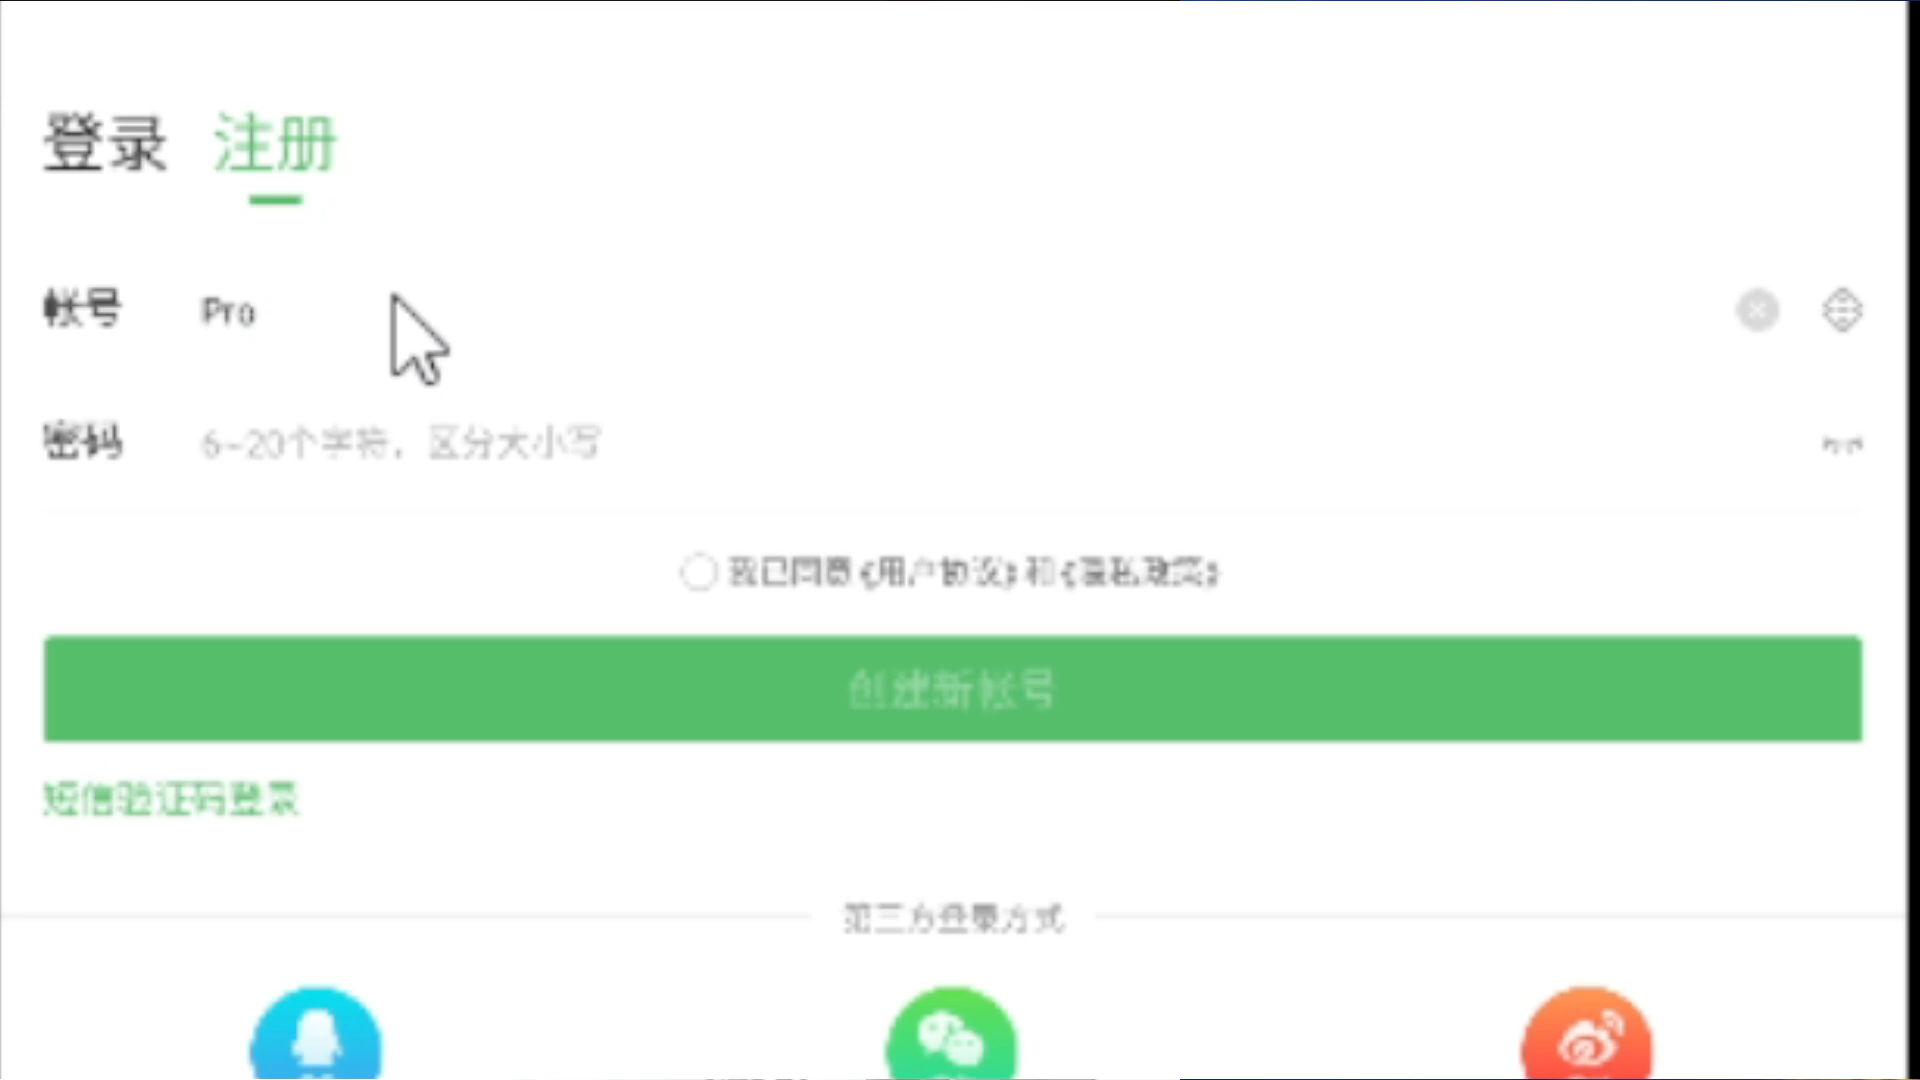 登录 注册
帐号 Pro
密码 6-20个字符，区分大小写
我已同意《用户协议》和《隐私政策》
创建新帐号
短信验证码登录
第三方登录方式